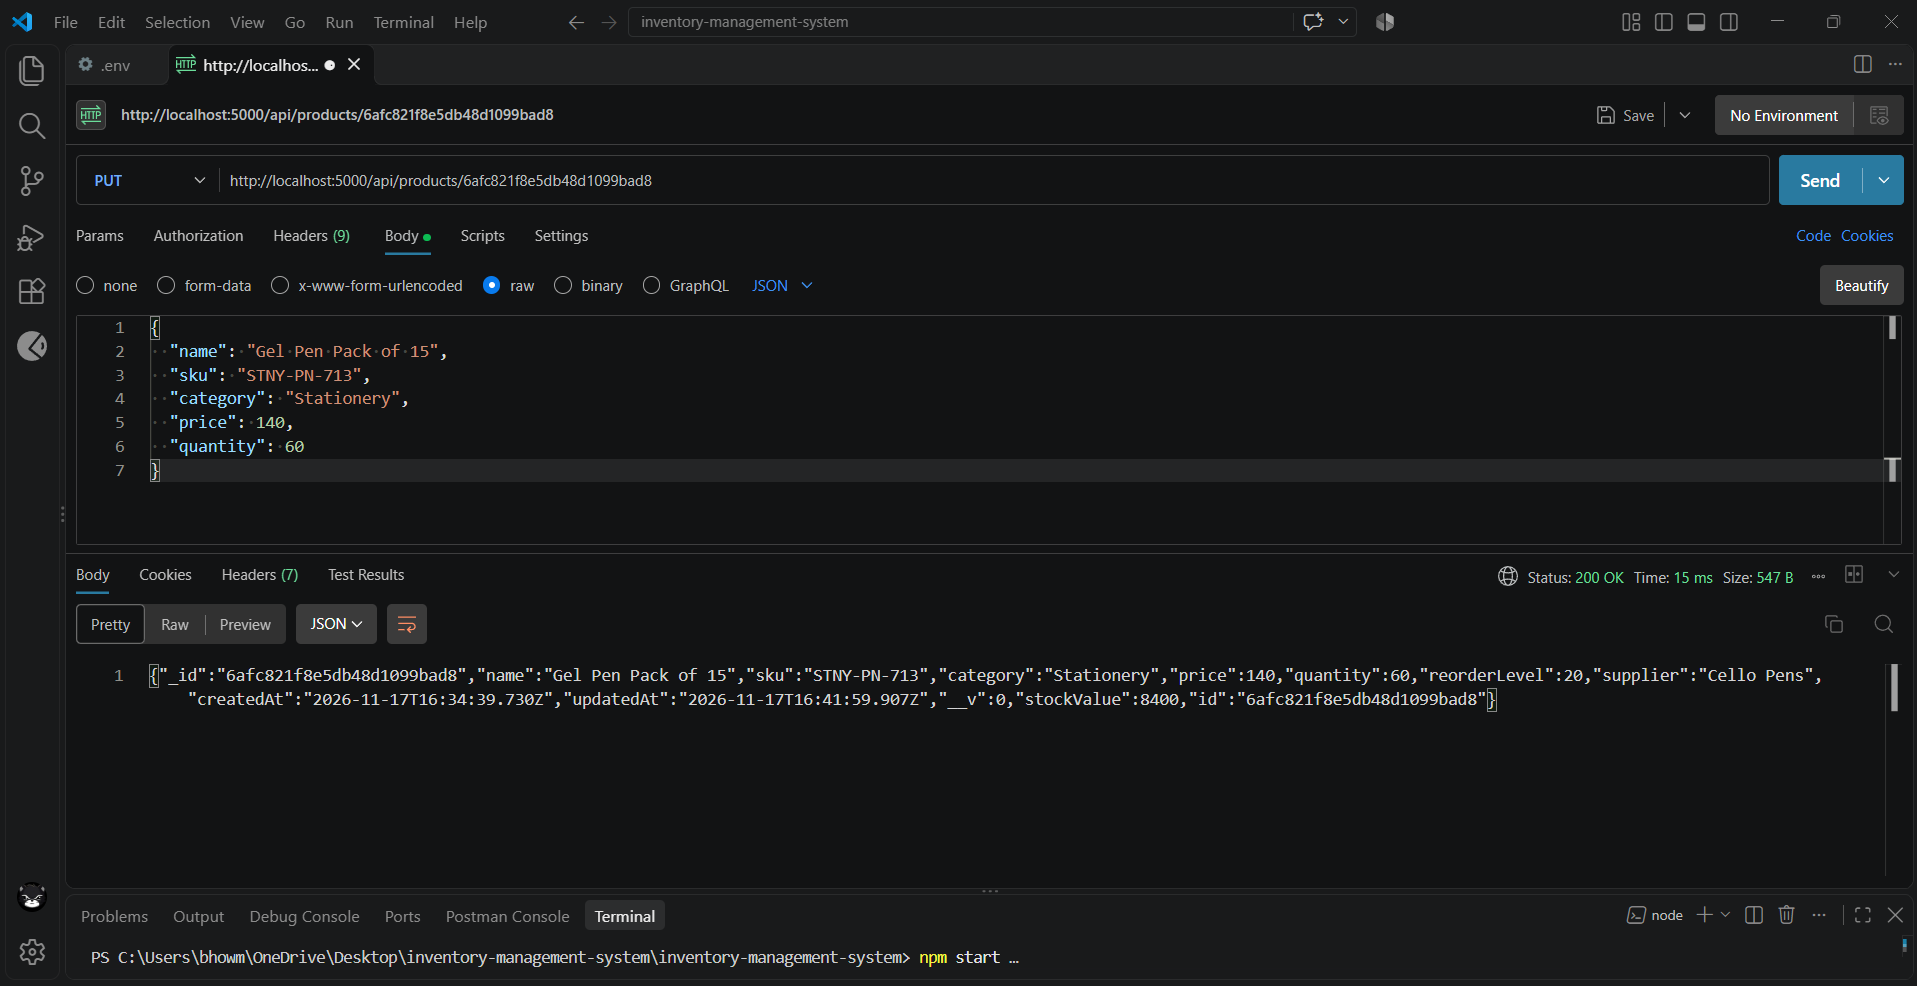 File Edit Selection View Go Run Terminal Help
inventory-management-system
.env
HTTP http://localhos...
HTTP http://localhost:5000/api/products/6afc821f8e5db48d1099bad8
Save
No Environment
PUT
http://localhost:5000/api/products/6afc821f8e5db48d1099bad8
Send
Params Authorization Headers (9) Body Scripts Settings
Code Cookies
none form-data x-www-form-urlencoded raw binary GraphQL JSON
Beautify
1 {
2 "name": "Gel Pen Pack of 15",
3 "sku": "STNY-PN-713",
4 "category": "Stationery",
5 "price": 140,
6 "quantity": 60
7 }
Body Cookies Headers (7) Test Results
Status: 200 OK Time: 15 ms Size: 547 B
Pretty Raw Preview JSON
1 {"_id":"6afc821f8e5db48d1099bad8","name":"Gel Pen Pack of 15","sku":"STNY-PN-713","category":"Stationery","price":140,"quantity":60,"reorderLevel":20,"supplier":"Cello Pens",
"createdAt":"2026-11-17T16:34:39.730Z","updatedAt":"2026-11-17T16:41:59.907Z","__v":0,"stockValue":8400,"id":"6afc821f8e5db48d1099bad8"}
Problems Output Debug Console Ports Postman Console Terminal
node
PS C:\Users\bhowm\OneDrive\Desktop\inventory-management-system\inventory-management-system> npm start …